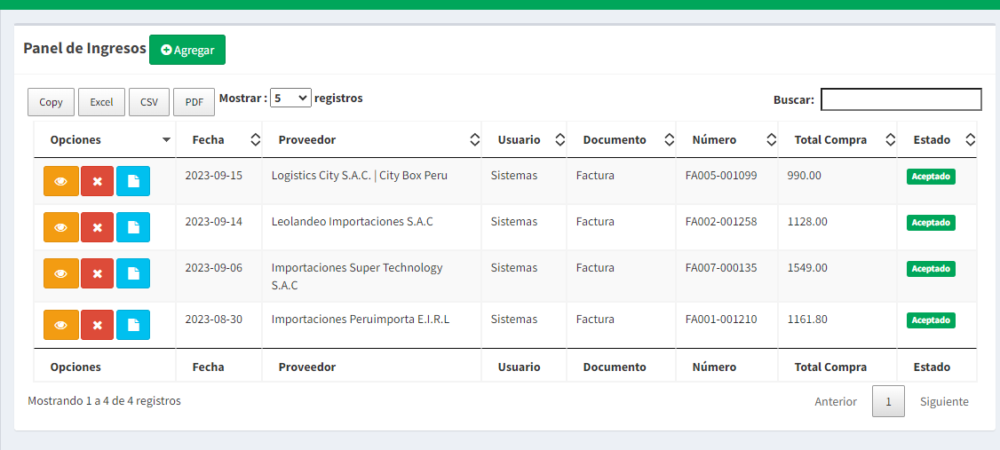 Panel de Ingresos Agregar
Copy Excel CSV PDF Mostrar : 5 registros Buscar:
Opciones Fecha Proveedor Usuario Documento Número Total Compra Estado
2023-09-15 Logistics City S.A.C. | City Box Peru Sistemas Factura FA005-001099 990.00 Aceptado
2023-09-14 Leolandeo Importaciones S.A.C Sistemas Factura FA002-001258 1128.00 Aceptado
2023-09-06 Importaciones Super Technology Sistemas Factura FA007-000135 1549.00 Aceptado
S.A.C
2023-08-30 Importaciones Peruimporta E.I.R.L Sistemas Factura FA001-001210 1161.80 Aceptado
Opciones Fecha Proveedor Usuario Documento Número Total Compra Estado
Mostrando 1 a 4 de 4 registros Anterior 1 Siguiente